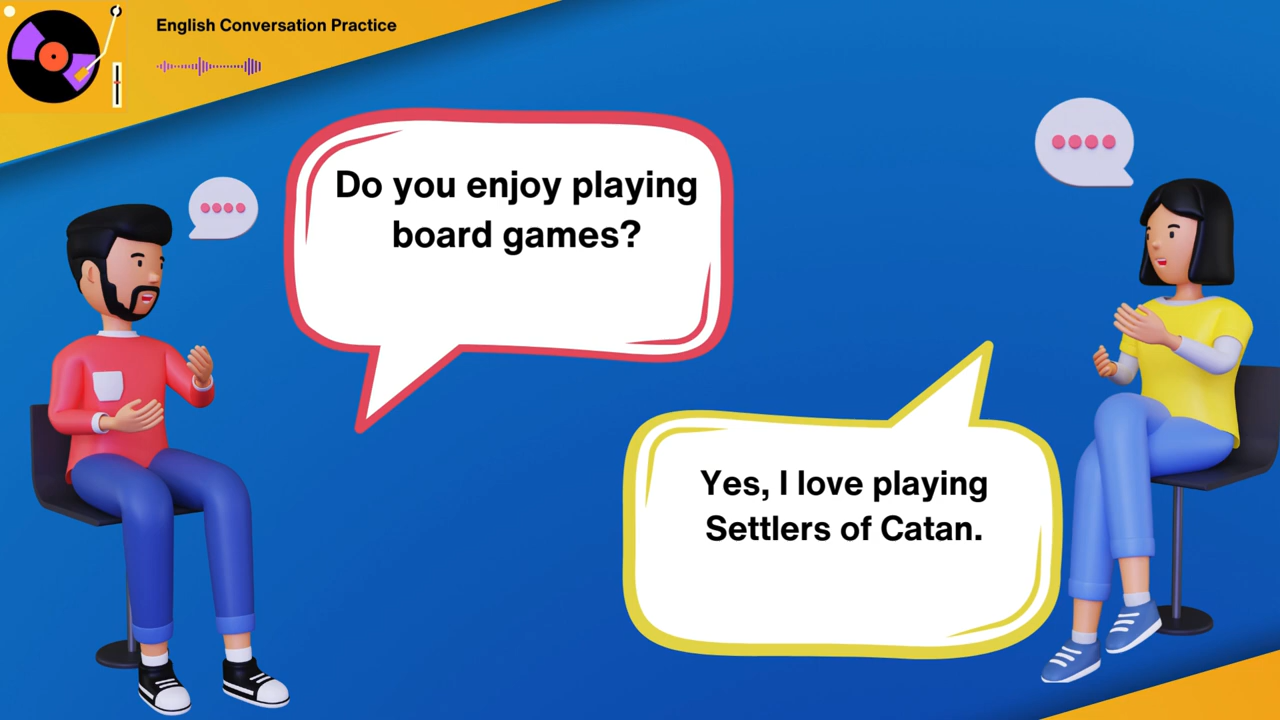 English Conversation Practice
Do you enjoy playing
board games?
Yes, I love playing
Settlers of Catan.